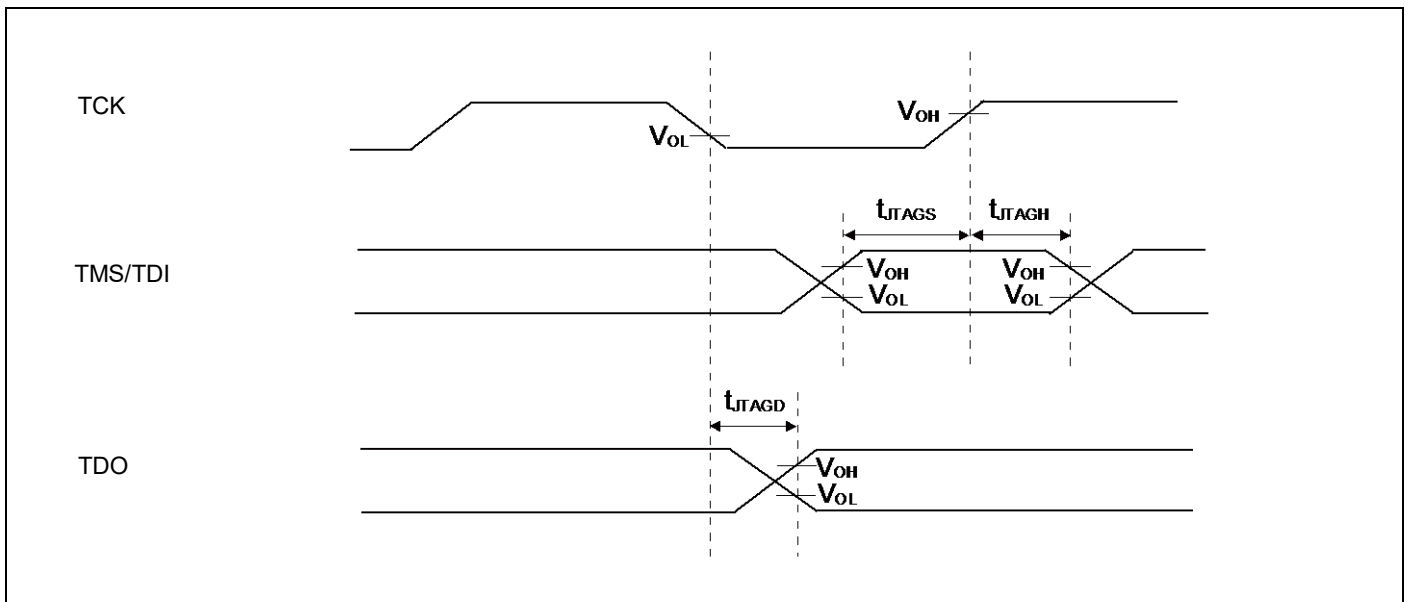 TCK
VOL
VOH
tJTAGS
tJTAGH
TMS/TDI
VOH
VOL
VOH
VOL
tJTAGD
TDO
VOH
VOL